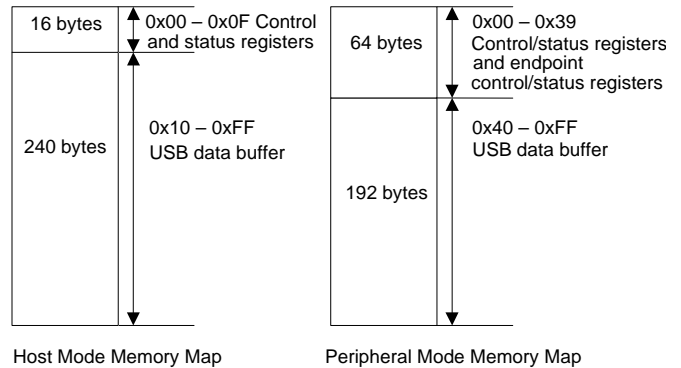 16 bytes
0x00 – 0x0F Control
and status registers
240 bytes
0x10 – 0xFF
USB data buffer
Host Mode Memory Map
64 bytes
0x00 – 0x39
Control/status registers
and endpoint
control/status registers
192 bytes
0x40 – 0xFF
USB data buffer
Peripheral Mode Memory Map